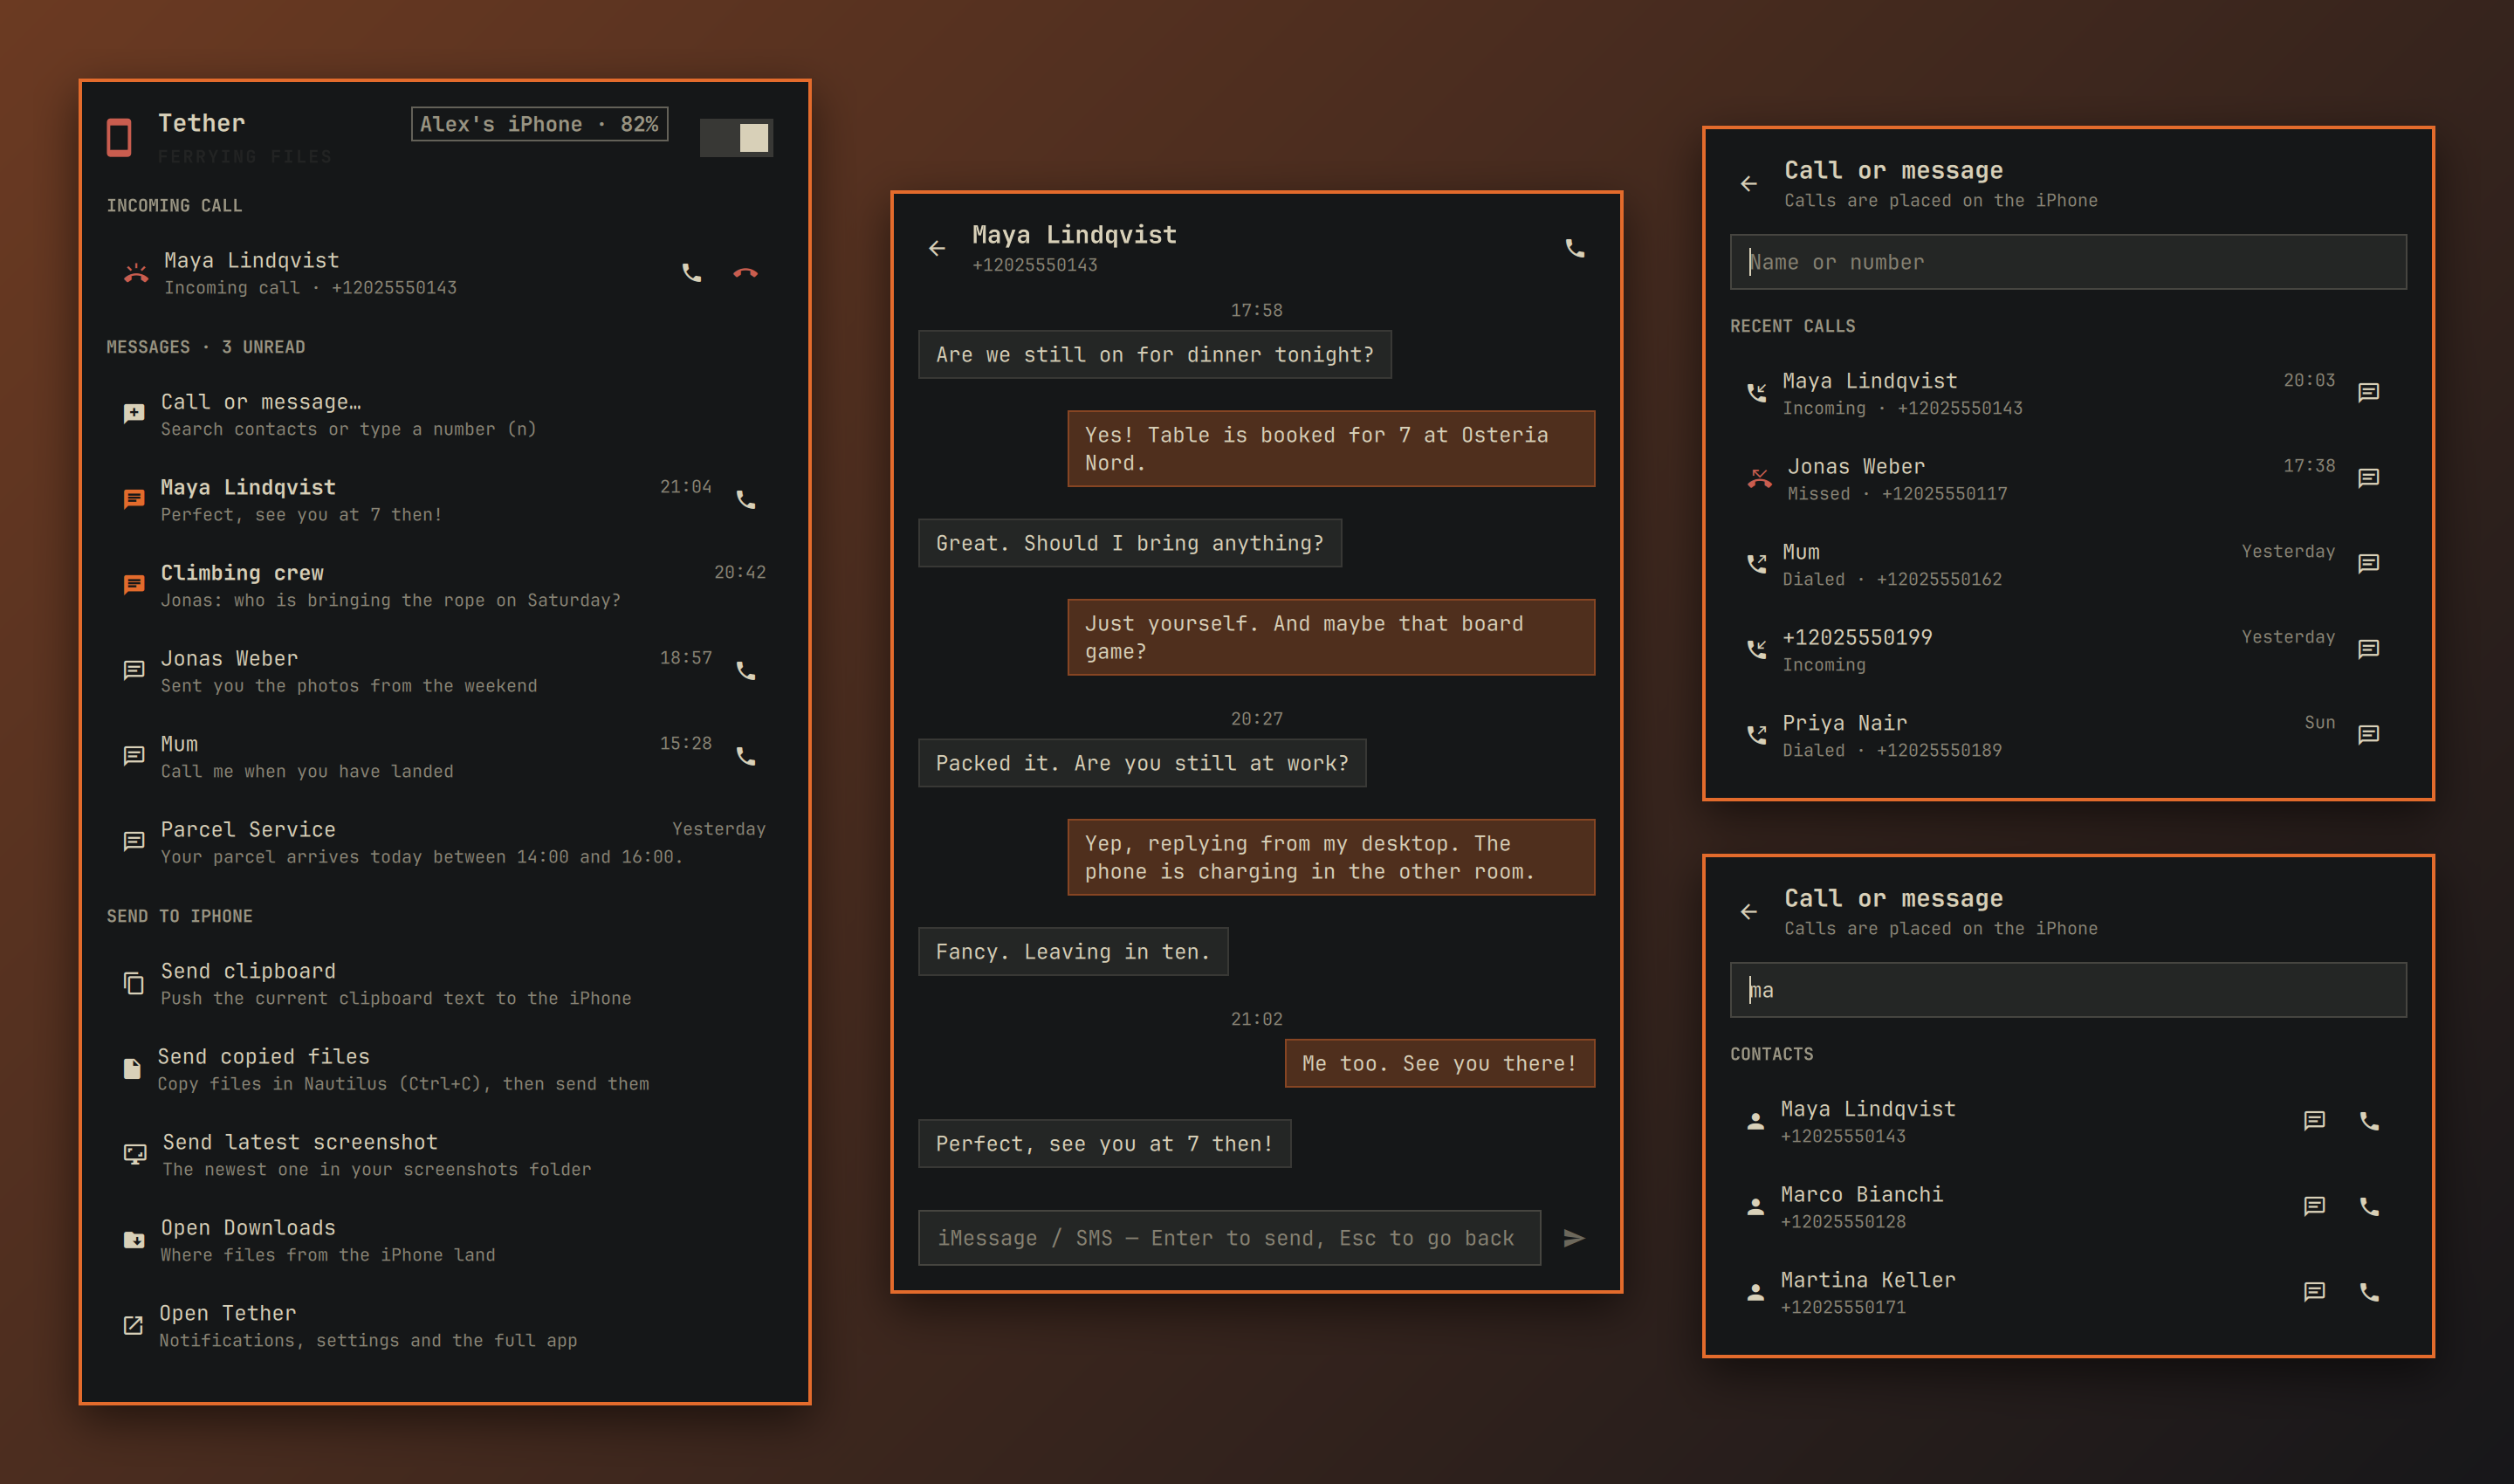 Tether
Alex's iPhone · 82%
FERRYING FILES
INCOMING CALL
Maya Lindqvist
Incoming call · +12025550143
MESSAGES · 3 UNREAD
Call or message…
Search contacts or type a number (n)
Maya Lindqvist 21:04
Perfect, see you at 7 then!
Climbing crew 20:42
Jonas: who is bringing the rope on Saturday?
Jonas Weber 18:57
Sent you the photos from the weekend
Mum 15:28
Call me when you have landed
Parcel Service Yesterday
Your parcel arrives today between 14:00 and 16:00.
SEND TO IPHONE
Send clipboard
Push the current clipboard text to the iPhone
Send copied files
Copy files in Nautilus (Ctrl+C), then send them
Send latest screenshot
The newest one in your screenshots folder
Open Downloads
Where files from the iPhone land
Open Tether
Notifications, settings and the full app
Maya Lindqvist
+12025550143
17:58
Are we still on for dinner tonight?
Yes! Table is booked for 7 at Osteria
Nord.
Great. Should I bring anything?
Just yourself. And maybe that board
game?
20:27
Packed it. Are you still at work?
Yep, replying from my desktop. The
phone is charging in the other room.
Fancy. Leaving in ten.
21:02
Me too. See you there!
Perfect, see you at 7 then!
iMessage / SMS — Enter to send, Esc to go back
Call or message
Calls are placed on the iPhone
Name or number
RECENT CALLS
Maya Lindqvist 20:03
Incoming · +12025550143
Jonas Weber 17:38
Missed · +12025550117
Mum Yesterday
Dialed · +12025550162
+12025550199 Yesterday
Incoming
Priya Nair Sun
Dialed · +12025550189
Call or message
Calls are placed on the iPhone
ma
CONTACTS
Maya Lindqvist
+12025550143
Marco Bianchi
+12025550128
Martina Keller
+12025550171